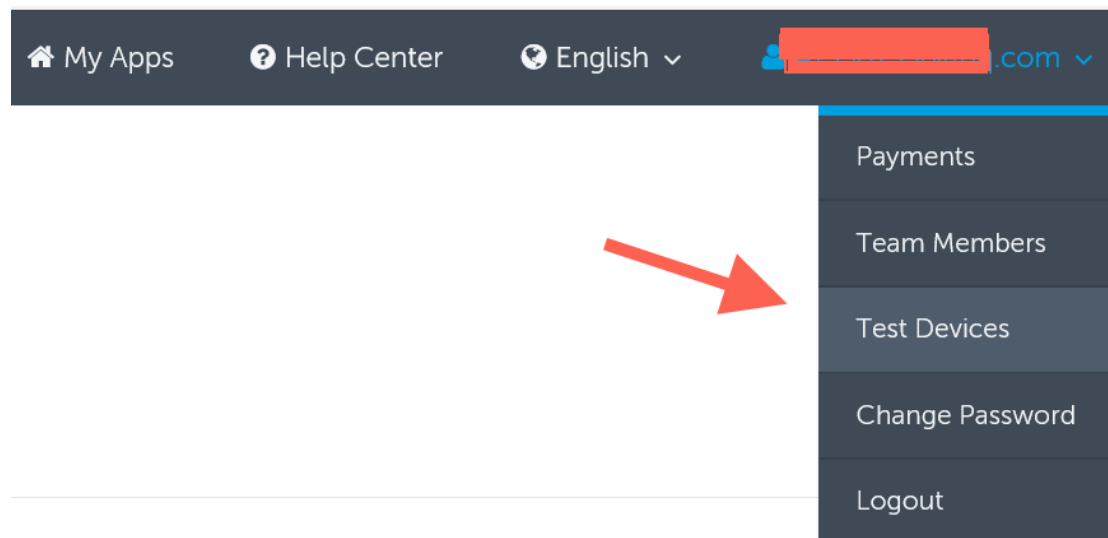 My Apps Help Center English .com
Payments
Team Members
Test Devices
Change Password
Logout